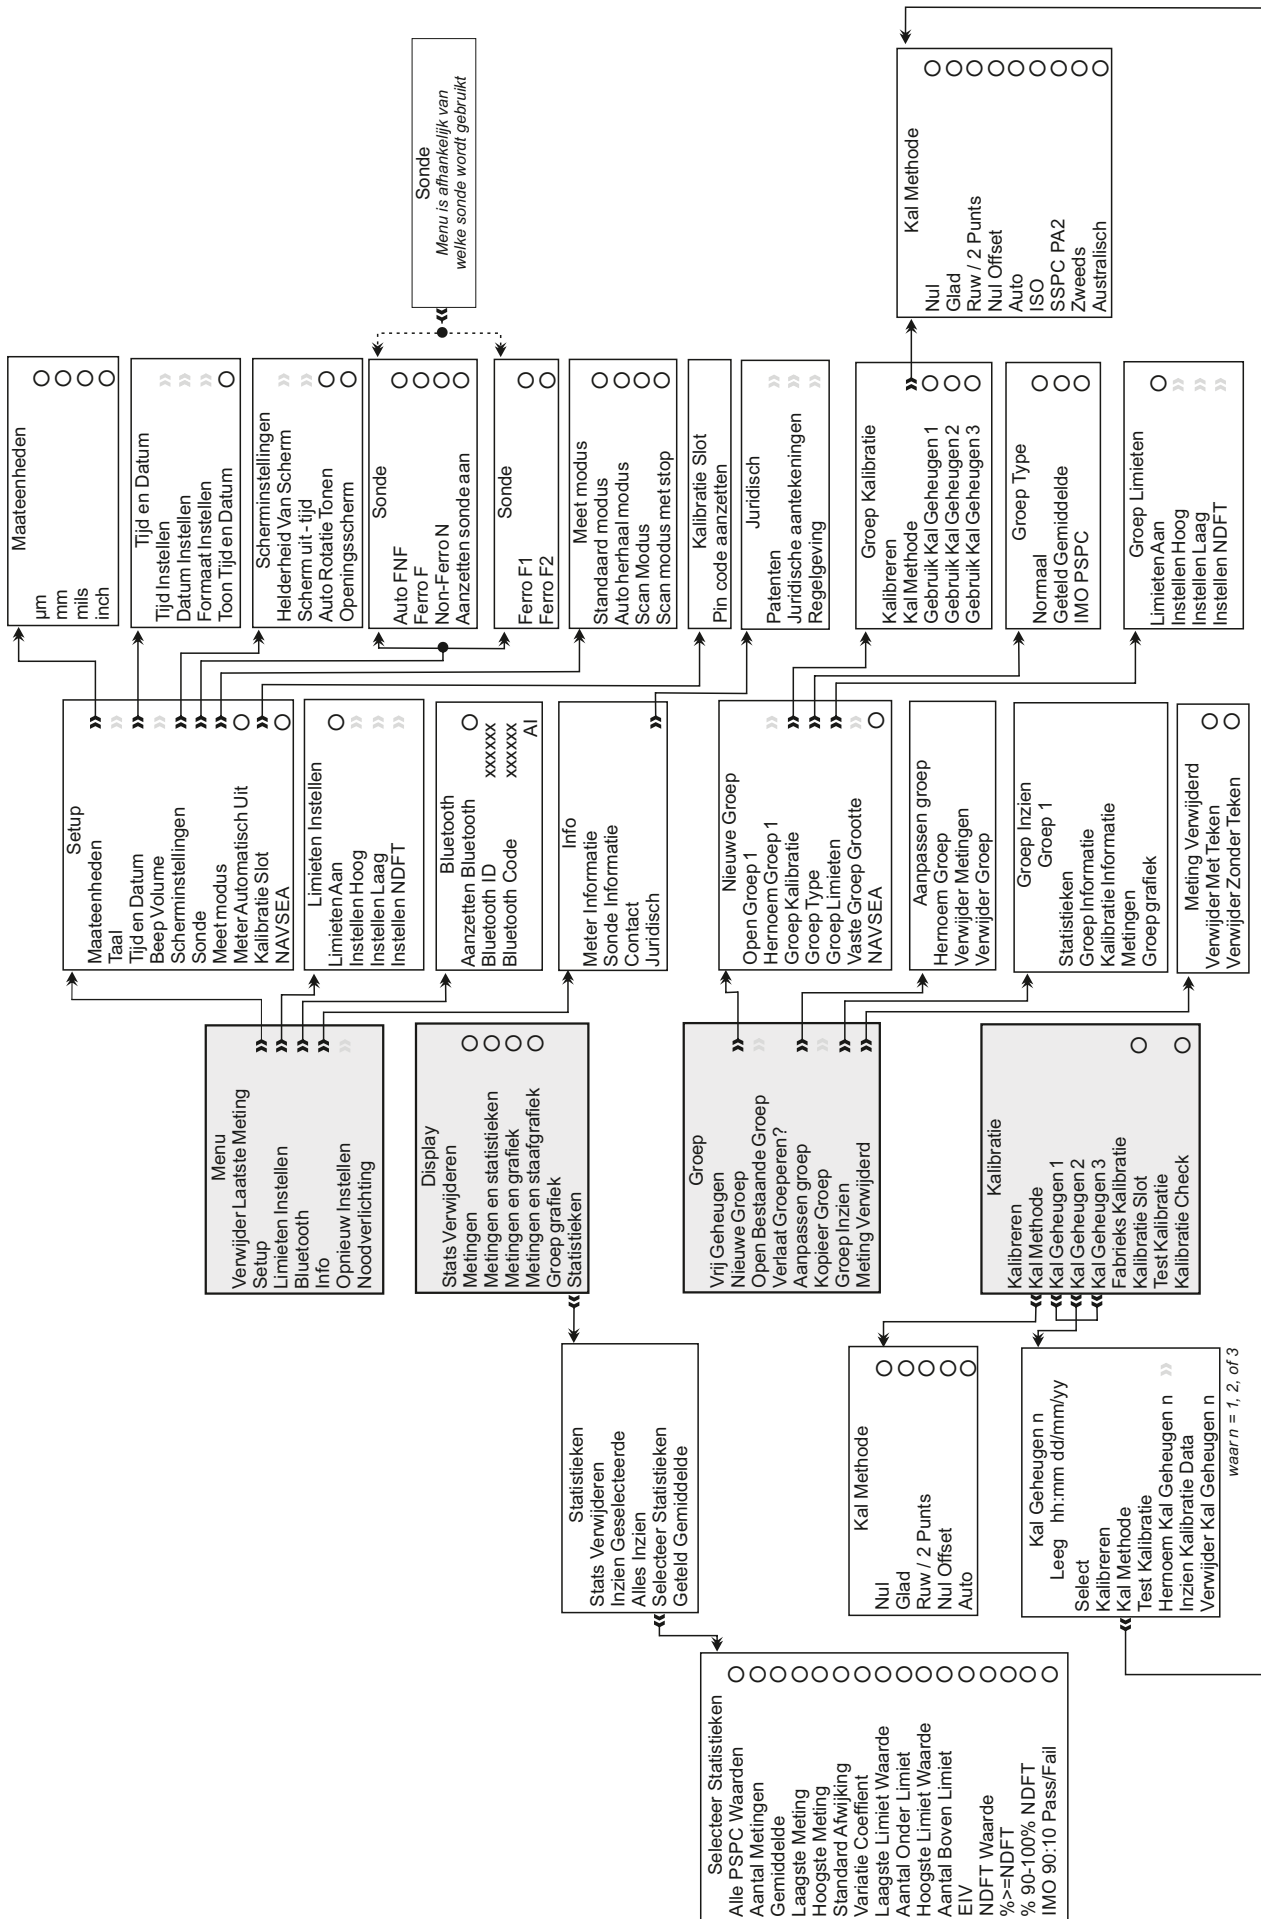 Menu
Verwijder Laatste Meting
Setup
Limieten Instellen
Bluetooth
Info
Opnieuw Instellen
Noodverlichting
Setup
Maateenheden
Taal
Tijd en Datum
Beep Volume
Scherminstellingen
Sonde
Meet modus
Meter Automatisch Uit
Kalibratie Slot
NAVSEA
Maateenheden
µm
mm
mils
inch
Tijd en Datum
Tijd Instellen
Datum Instellen
Formaat Instellen
Toon Tijd en Datum
Scherminstellingen
Helderheid Van Scherm
Scherm uit - tijd
Auto Rotatie Tonen
Openingsscherm
Sonde
Auto FNF
Ferro F
Non-Ferro N
Aanzetten sonde aan
Sonde
Ferro F1
Ferro F2
Sonde
Menu is afhankelijk van
welke sonde wordt gebruikt
Meet modus
Standaard modus
Auto herhaal modus
Scan Modus
Scan modus met stop
Kalibratie Slot
Pin code aanzetten
Limieten Instellen
Limieten Aan
Instellen Hoog
Instellen Laag
Instellen NDFT
Bluetooth
Aanzetten Bluetooth
Bluetooth ID xxxxxx
Bluetooth Code xxxxxx
AI
Info
Meter Informatie
Sonde Informatie
Contact
Juridisch
Juridisch
Patenten
Juridische aantekeningen
Regelgeving
Display
Stats Verwijderen
Metingen
Metingen en statistieken
Metingen en grafiek
Metingen en staafgrafiek
Groep grafiek
Statistieken
Statistieken
Stats Verwijderen
Inzien Geselecteerde
Alles Inzien
Selecteer Statistieken
Geteld Gemiddelde
Selecteer Statistieken
Alle PSPC Waarden
Aantal Metingen
Gemiddelde
Laagste Meting
Hoogste Meting
Standard Afwijking
Variatie Coeffient
Laagste Limiet Waarde
Aantal Onder Limiet
Hoogste Limiet Waarde
Aantal Boven Limiet
EIV
NDFT Waarde
%>=NDFT
% 90-100% NDFT
IMO 90:10 Pass/Fail
Groep
Vrij Geheugen
Nieuwe Groep
Open Bestaande Groep
Verlaat Groeperen?
Aanpassen groep
Kopieer Groep
Groep Inzien
Meting Verwijderd
Nieuwe Groep
Open Groep 1
Hernoem Groep 1
Groep Kalibratie
Groep Type
Groep Limieten
Vaste Groep Grootte
NAVSEA
Groep Kalibratie
Kalibreren
Kal Methode
Gebruik Kal Geheugen 1
Gebruik Kal Geheugen 2
Gebruik Kal Geheugen 3
Kal Methode
Nul
Glad
Ruw / 2 Punts
Nul Offset
Auto
ISO
SSPC PA2
Zweeds
Australisch
Groep Type
Normaal
Geteld Gemiddelde
IMO PSPC
Groep Limieten
Limieten Aan
Instellen Hoog
Instellen Laag
Instellen NDFT
Aanpassen groep
Hernoem Groep
Verwijder Metingen
Verwijder Groep
Groep Inzien
Groep 1
Statistieken
Groep Informatie
Kalibratie Informatie
Metingen
Groep grafiek
Meting Verwijderd
Verwijder Met Teken
Verwijder Zonder Teken
Kalibratie
Kalibreren
Kal Methode
Kal Geheugen 1
Kal Geheugen 2
Kal Geheugen 3
Fabrieks Kalibratie
Kalibratie Slot
Test Kalibratie
Kalibratie Check
Kal Methode
Nul
Glad
Ruw / 2 Punts
Nul Offset
Auto
Kal Geheugen n
Leeg hh:mm dd/mm/yy
Select
Kalibreren
Kal Methode
Test Kalibratie
Hernoem Kal Geheugen n
Inzien Kalibratie Data
Verwijder Kal Geheugen n
waar n = 1, 2, of 3